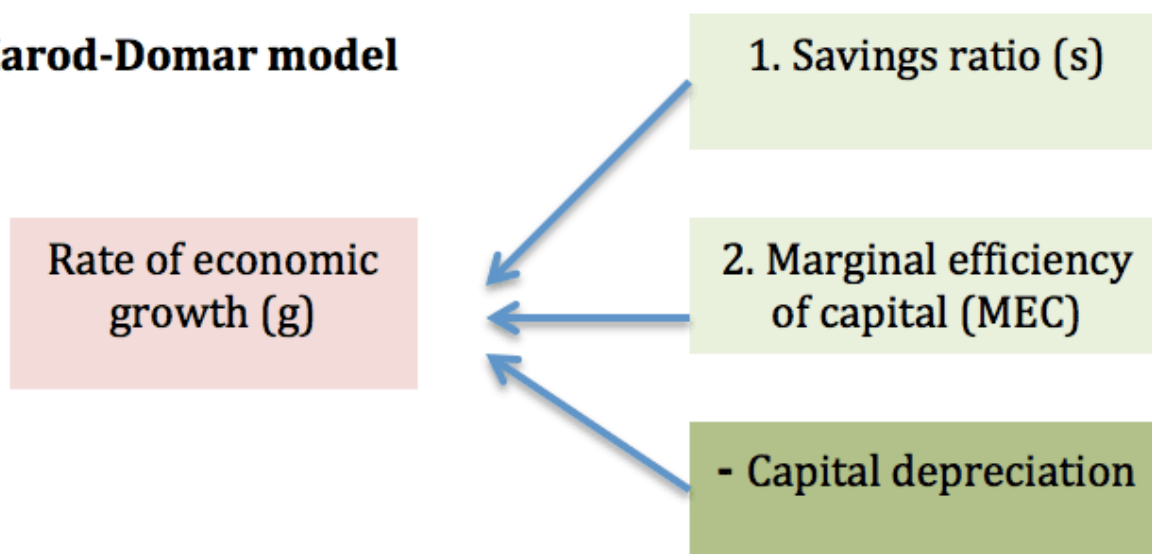 arod-Domar model
1. Savings ratio (s)
Rate of economic
growth (g)
2. Marginal efficiency
of capital (MEC)
- Capital depreciation